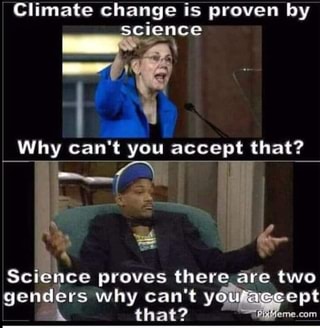 Climate change is proven by
science
Why can't you accept that?
Science proves there are two
genders why can't you accept
that?
PixMeme.com